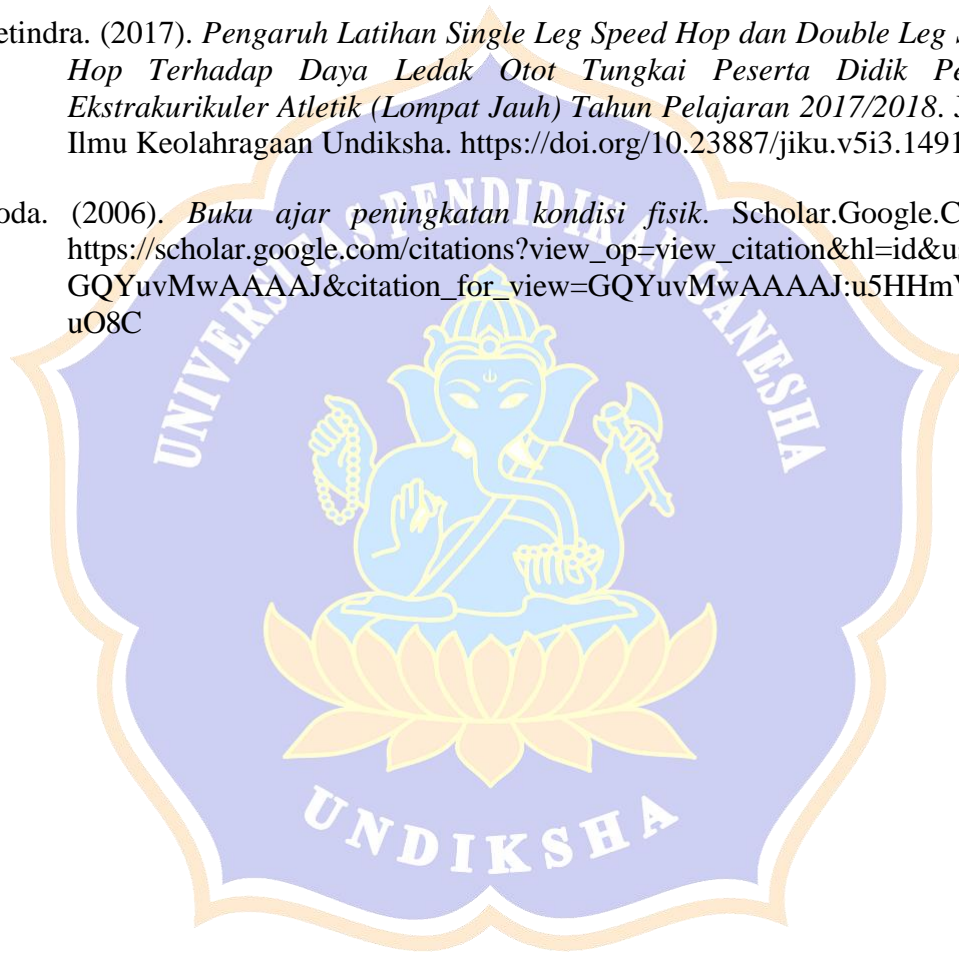 etindra. (2017). Pengaruh Latihan Single Leg Speed Hop dan Double Leg
Hop Terhadap Daya Ledak Otot Tungkai Peserta Didik
Ekstrakurikuler Atletik (Lompat Jauh) Tahun Pelajaran 2017/2018.
Ilmu Keolahragaan Undiksha. https://doi.org/10.23887/jiku.v5i3.1491
oda. (2006). Buku ajar peningkatan kondisi fisik. Scholar.Google.C
https://scholar.google.com/citations?view_op=view_citation&hl=id&u
GQYuvMwAAAAJ&citation_for_view=GQYuvMwAAAAJ:u5HHmV
uO8C
UNIVERSITAS PENDIDIKAN GANESHA
UNDIKSHA